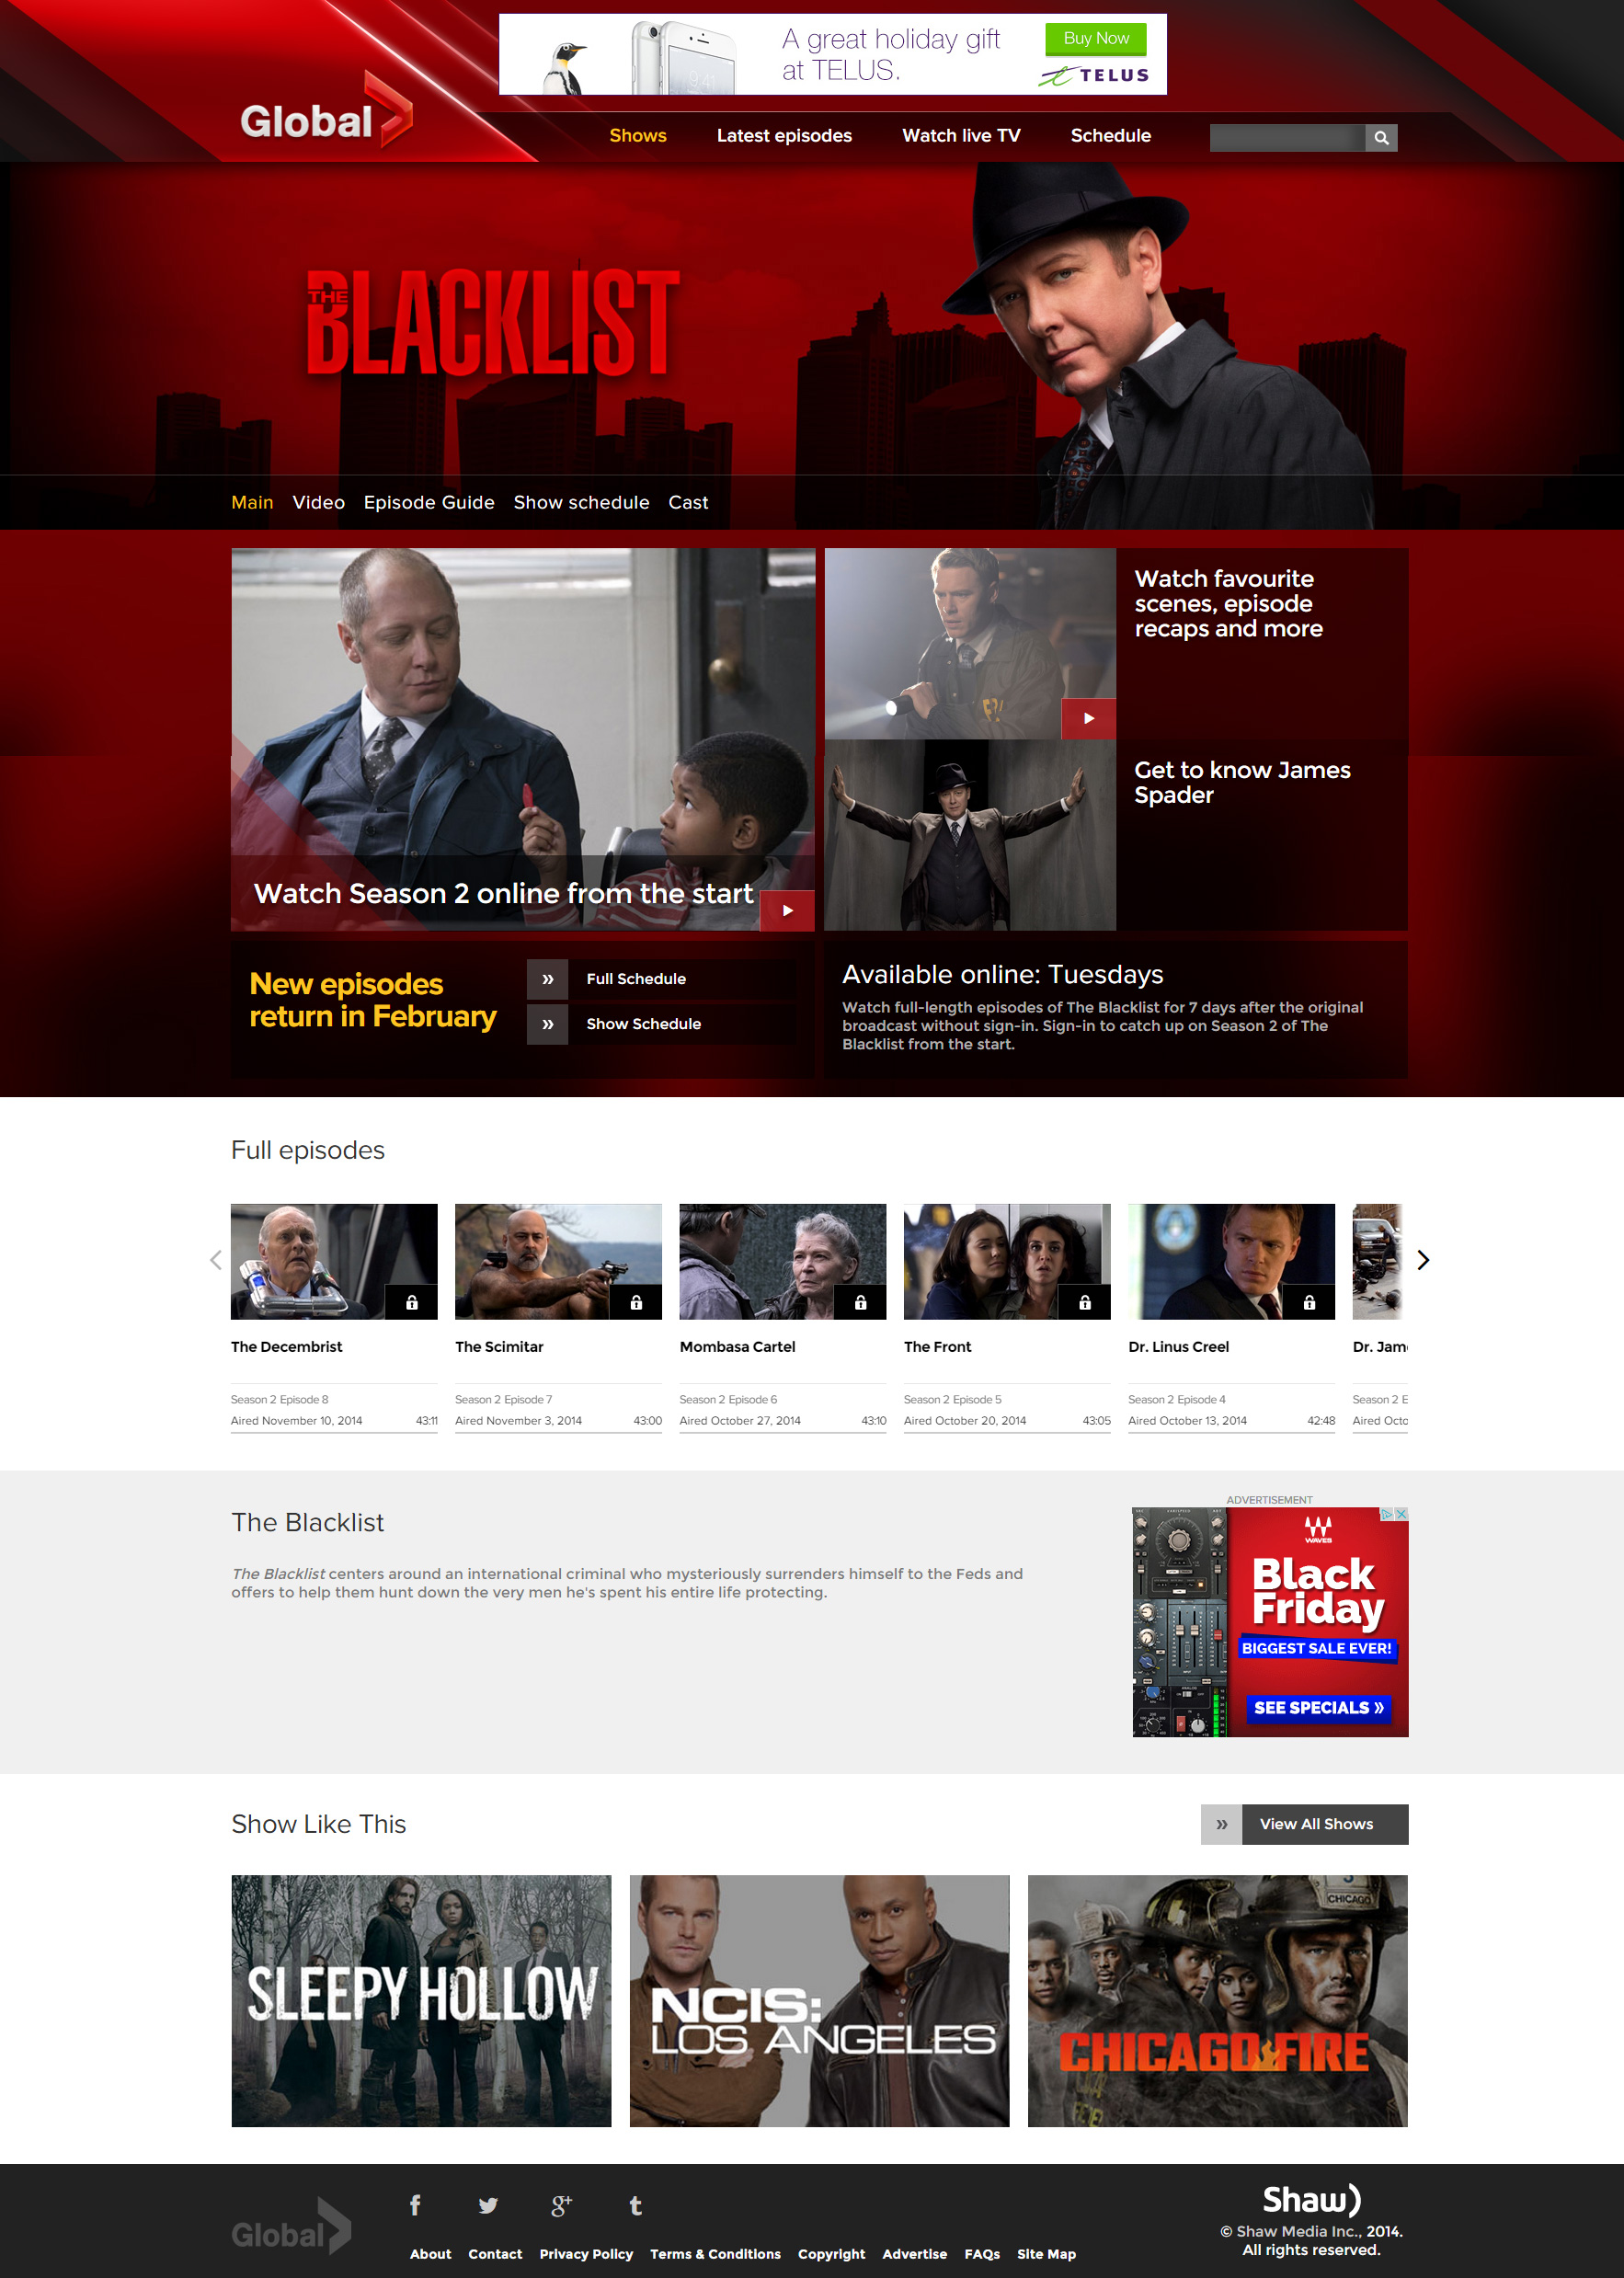 A great holiday gift
at TELUS.
Buy Now
TELUS
9:41
Global
Shows
Latest episodes
Watch live TV
Schedule
THE
BLACKLIST
Main
Video
Episode Guide
Show schedule
Cast
Watch favourite
scenes, episode
recaps and more
Get to know James
Spader
Watch Season 2 online from the start
New episodes
return in February
» Full Schedule
» Show Schedule
Available online: Tuesdays
Watch full-length episodes of The Blacklist for 7 days after the original
broadcast without sign-in. Sign-in to catch up on Season 2 of The
Blacklist from the start.
Full episodes
The Decembrist
Season 2 Episode 8
Aired November 10, 2014 43:11
The Scimitar
Season 2 Episode 7
Aired November 3, 2014 43:00
Mombasa Cartel
Season 2 Episode 6
Aired October 27, 2014 43:10
The Front
Season 2 Episode 5
Aired October 20, 2014 43:05
Dr. Linus Creel
Season 2 Episode 4
Aired October 13, 2014 42:48
Dr. Jam
Season 2 E
Aired Octo
The Blacklist
The Blacklist centers around an international criminal who mysteriously surrenders himself to the Feds and
offers to help them hunt down the very men he's spent his entire life protecting.
ADVERTISEMENT
WAVES
Black
Friday
BIGGEST SALE EVER!
SEE SPECIALS »
Show Like This
» View All Shows
SLEEPY HOLLOW
NCIS:
LOS ANGELES
CHICAGO
CHICAGO FIRE
Global
f
g+
t
About
Contact
Privacy Policy
Terms & Conditions
Copyright
Advertise
FAQs
Site Map
Shaw)
© Shaw Media Inc., 2014.
All rights reserved.